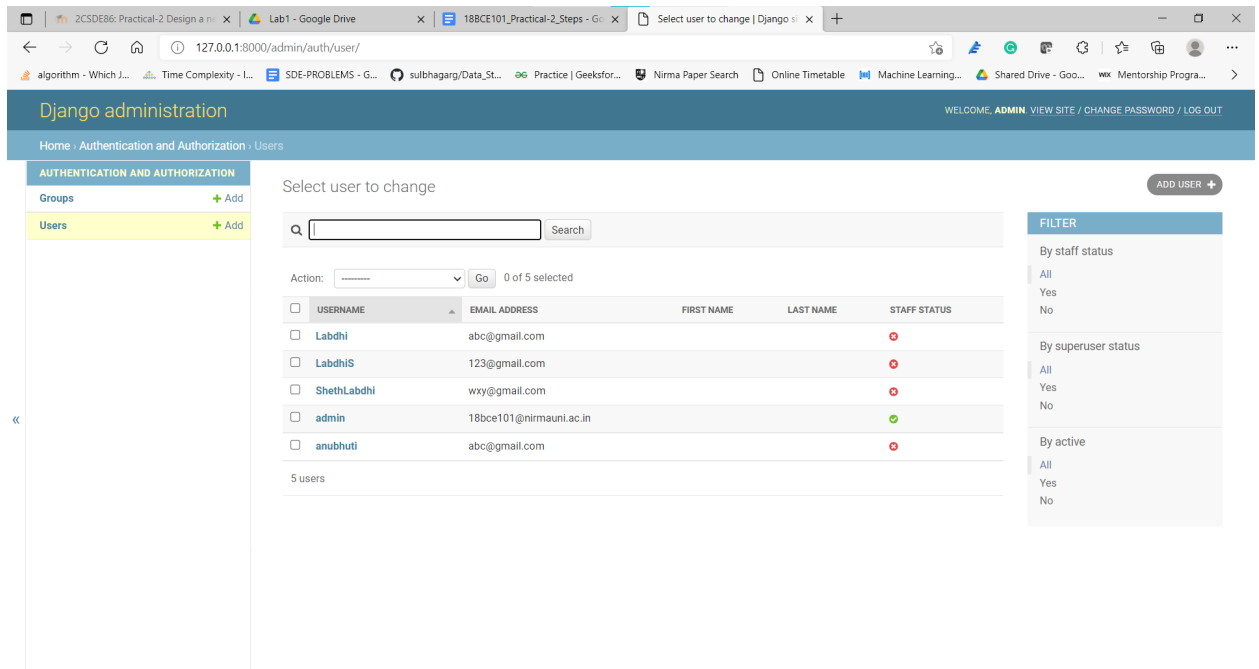 2CSDE86: Practical-2 Design a ne
Lab1 - Google Drive
18BCE101_Practical-2_Steps - Go
Select user to change | Django si
127.0.0.1:8000/admin/auth/user/
algorithm - Which J...
Time Complexity - I...
SDE-PROBLEMS - G...
sulbhagarg/Data_St...
Practice | Geeksfor...
Nirma Paper Search
Online Timetable
Machine Learning...
Shared Drive - Goo...
WIX Mentorship Progra...
Django administration
WELCOME, ADMIN. VIEW SITE / CHANGE PASSWORD / LOG OUT
Home › Authentication and Authorization › Users
AUTHENTICATION AND AUTHORIZATION
Groups + Add
Users + Add
«
Select user to change
ADD USER +
Search
Action: --------- Go 0 of 5 selected
USERNAME EMAIL ADDRESS FIRST NAME LAST NAME STAFF STATUS
Labdhi abc@gmail.com
LabdhiS 123@gmail.com
ShethLabdhi wxy@gmail.com
admin 18bce101@nirmauni.ac.in
anubhuti abc@gmail.com
5 users
FILTER
By staff status
All
Yes
No
By superuser status
All
Yes
No
By active
All
Yes
No